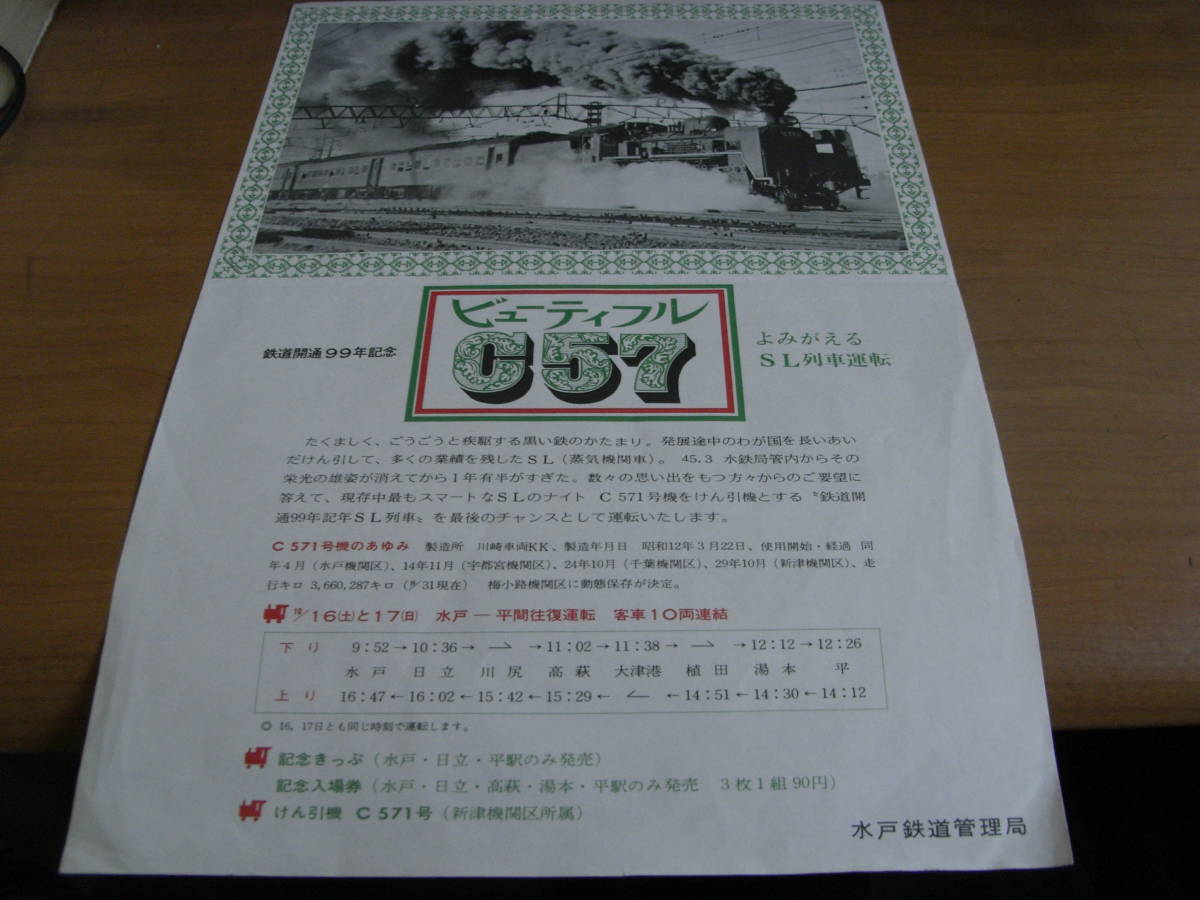 ビューティフル
C57
鉄道開通99年記念
よみがえる
SL列車運転
たくましく、ごうごうと疾駆する黒い鉄のかたまり。発展途中のわが国を長いあい
だけん引して、多くの業績を残したSL(蒸気機関車)。 45.3 水鉄局管内からその
栄光の雄姿が消えてから1年有半がすぎた。数々の思い出をもつ方々からのご要望に
答えて、現存中最もスマートなSLのナイト C571号機をけん引機とする〝鉄道開
通99年記年SL列車〟を最後のチャンスとして運転いたします。
C571号機のあゆみ 製造所 川崎車両KK、製造年月日 昭和12年3月22日、使用開始・経過 同
年4月(水戸機関区)、14年11月(宇都宮機関区)、24年10月(千葉機関区)、29年10月(新津機関区)、走
行キロ 3,660,287キロ(8/31現在) 梅小路機関区に動態保存が決定。
10/16(土)と17(日) 水戸―平間往復運転 客車10両連結
下り 9:52→10:36→ ⇀ →11:02→11:38→ ⇀ →12:12→12:26
水戸 日立 川尻 高萩 大津港 植田 湯本 平
上り 16:47←16:02←15:42←15:29← ↼ ←14:51←14:30←14:12
◎ 16、17日とも同じ時刻で運転します。
記念きっぷ(水戸・日立・平駅のみ発売)
記念入場券(水戸・日立・高萩・湯本・平駅のみ発売 3枚1組90円)
けん引機 C571号(新津機関区所属)
水戸鉄道管理局